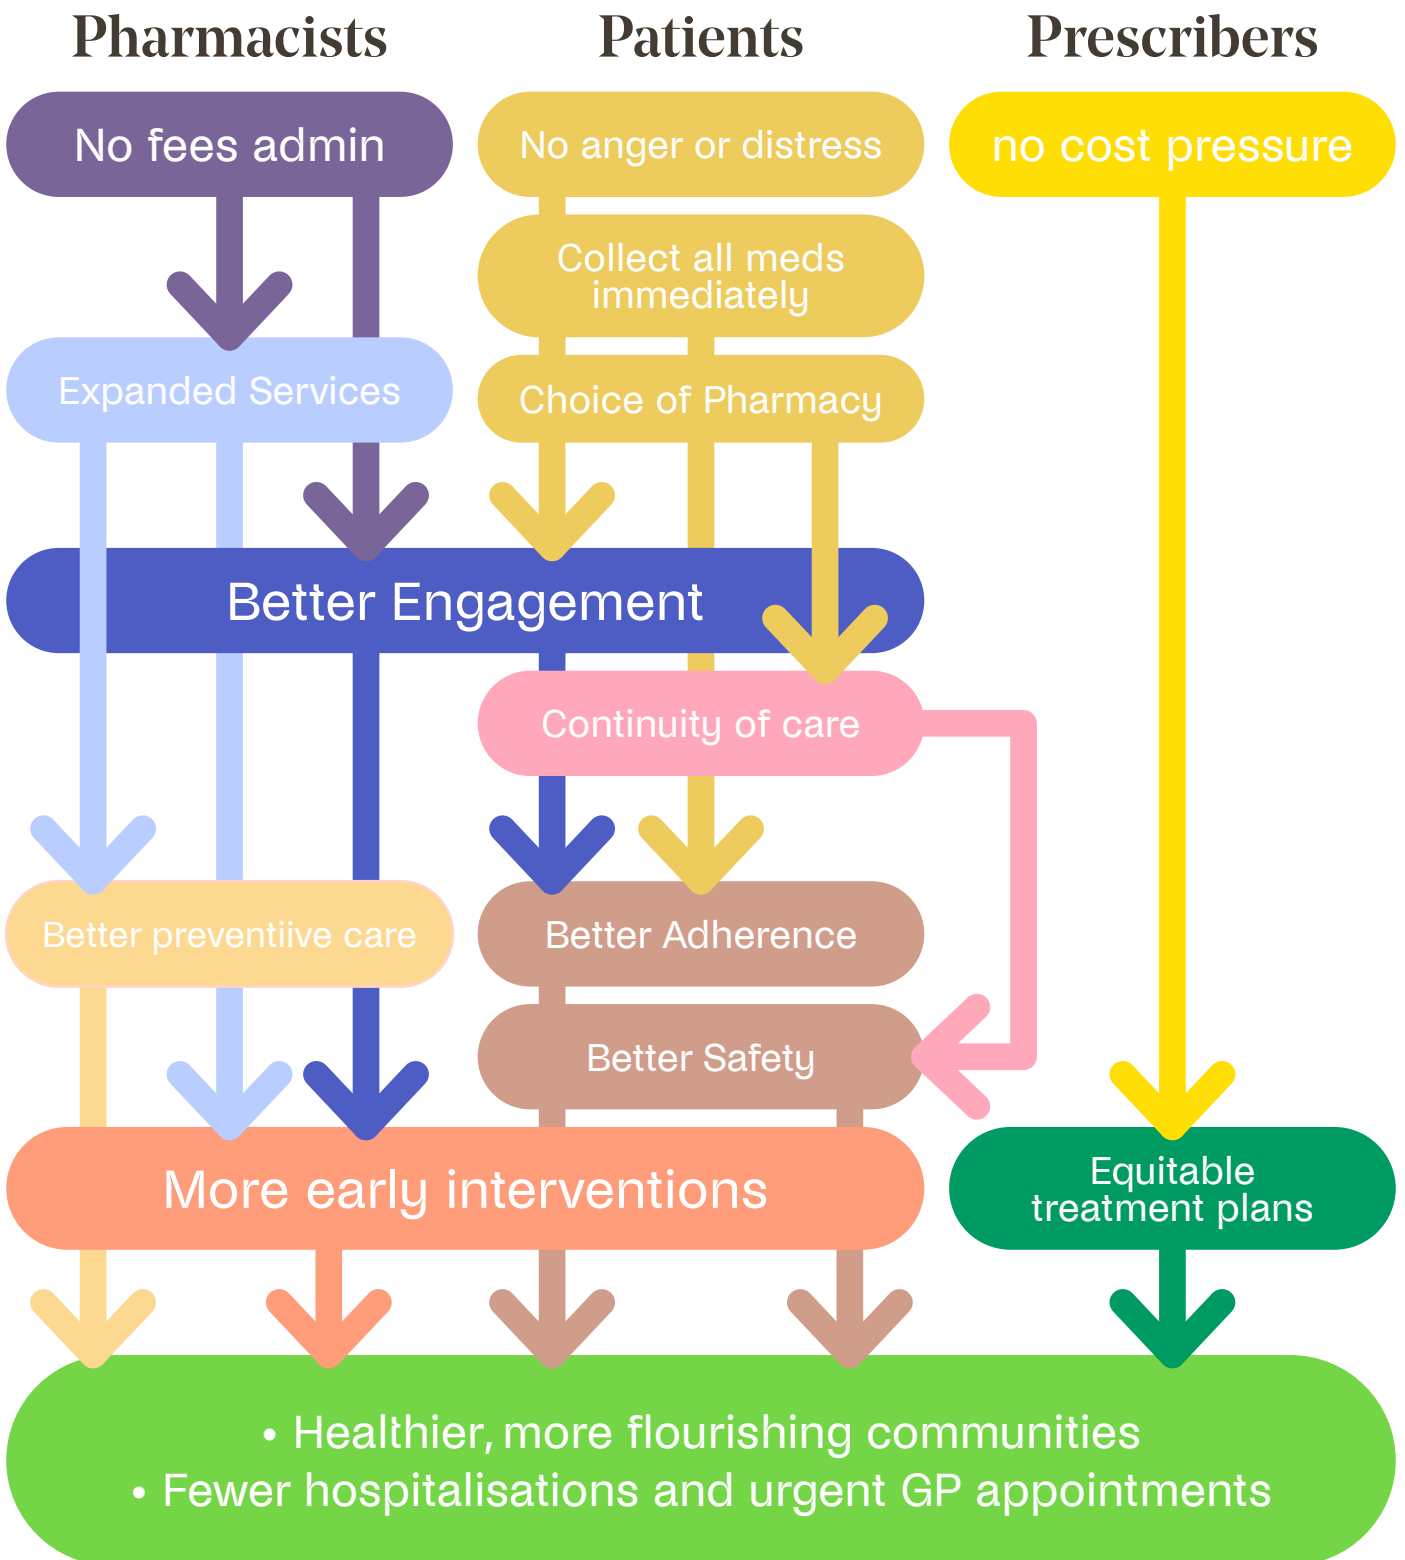 Pharmacists
Patients
Prescribers
No fees admin
No anger or distress
no cost pressure
Collect all meds
immediately
Expanded Services
Choice of Pharmacy
Better Engagement
Continuity of care
Better preventiive care
Better Adherence
Better Safety
More early interventions
Equitable
treatment plans
• Healthier, more flourishing communities
• Fewer hospitalisations and urgent GP appointments